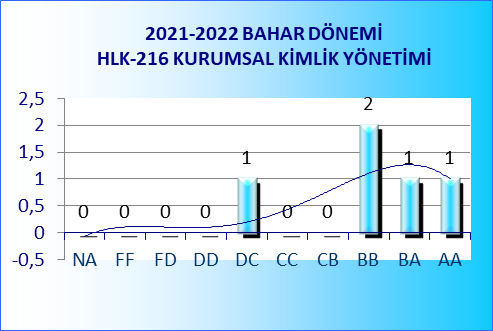 2021-2022 BAHAR DÖNEMİ
HLK-216 KURUMSAL KİMLİK YÖNETİMİ
2,5
2
1,5
1
0,5
0
-0,5
0 0 0 0 1 0 0 2 1 1
NA FF FD DD DC CC CB BB BA AA